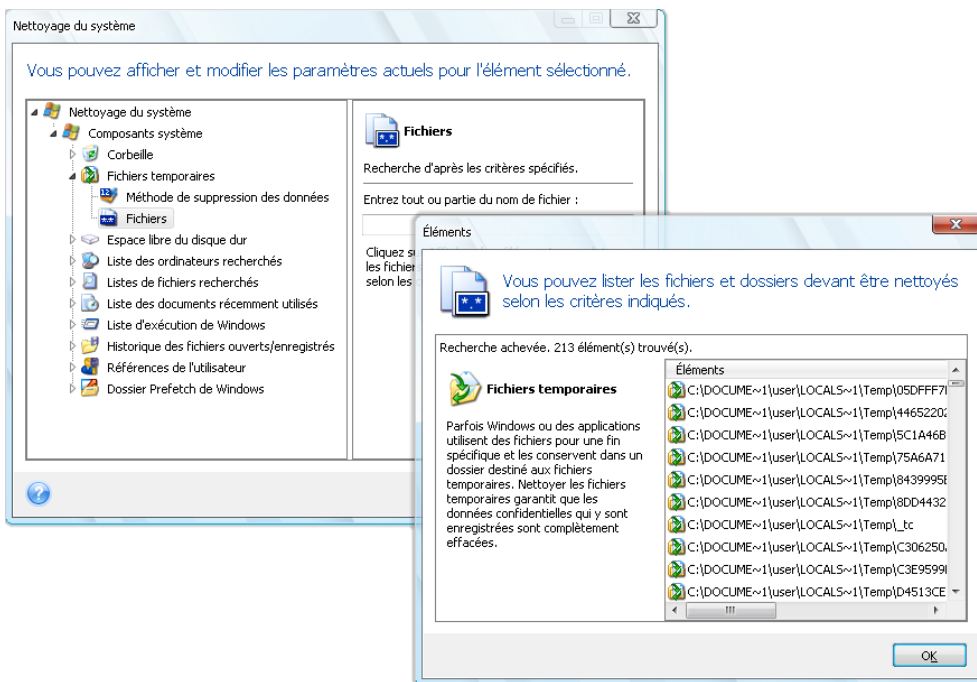 Nettoyage du système
Vous pouvez afficher et modifier les paramètres actuels pour l'élément sélectionné.
Nettoyage du système
Composants système
Corbeille
Fichiers temporaires
Méthode de suppression des données
Fichiers
Espace libre du disque dur
Liste des ordinateurs recherchés
Listes de fichiers recherchés
Liste des documents récemment utilisés
Liste d'exécution de Windows
Historique des fichiers ouverts/enregistrés
Références de l'utilisateur
Dossier Prefetch de Windows
Fichiers
Recherche d'après les critères spécifiés.
Entrez tout ou partie du nom de fichier :
Cliquez
les fichier
selon les
Éléments
Vous pouvez lister les fichiers et dossiers devant être nettoyés
selon les critères indiqués.
Recherche achevée. 213 élément(s) trouvé(s).
Fichiers temporaires
Parfois Windows ou des applications
utilisent des fichiers pour une fin
spécifique et les conservent dans un
dossier destiné aux fichiers
temporaires. Nettoyer les fichiers
temporaires garantit que les
données confidentielles qui y sont
enregistrées sont complètement
effacées.
Éléments
C:\DOCUME~1\user\LOCALS~1\Temp\05DFFF7
C:\DOCUME~1\user\LOCALS~1\Temp\4465220
C:\DOCUME~1\user\LOCALS~1\Temp\5C1A46B
C:\DOCUME~1\user\LOCALS~1\Temp\75A6A71
C:\DOCUME~1\user\LOCALS~1\Temp\8439995
C:\DOCUME~1\user\LOCALS~1\Temp\8DD4432
C:\DOCUME~1\user\LOCALS~1\Temp\_tc
C:\DOCUME~1\user\LOCALS~1\Temp\C306250
C:\DOCUME~1\user\LOCALS~1\Temp\C3E9599
C:\DOCUME~1\user\LOCALS~1\Temp\D4513CE
OK